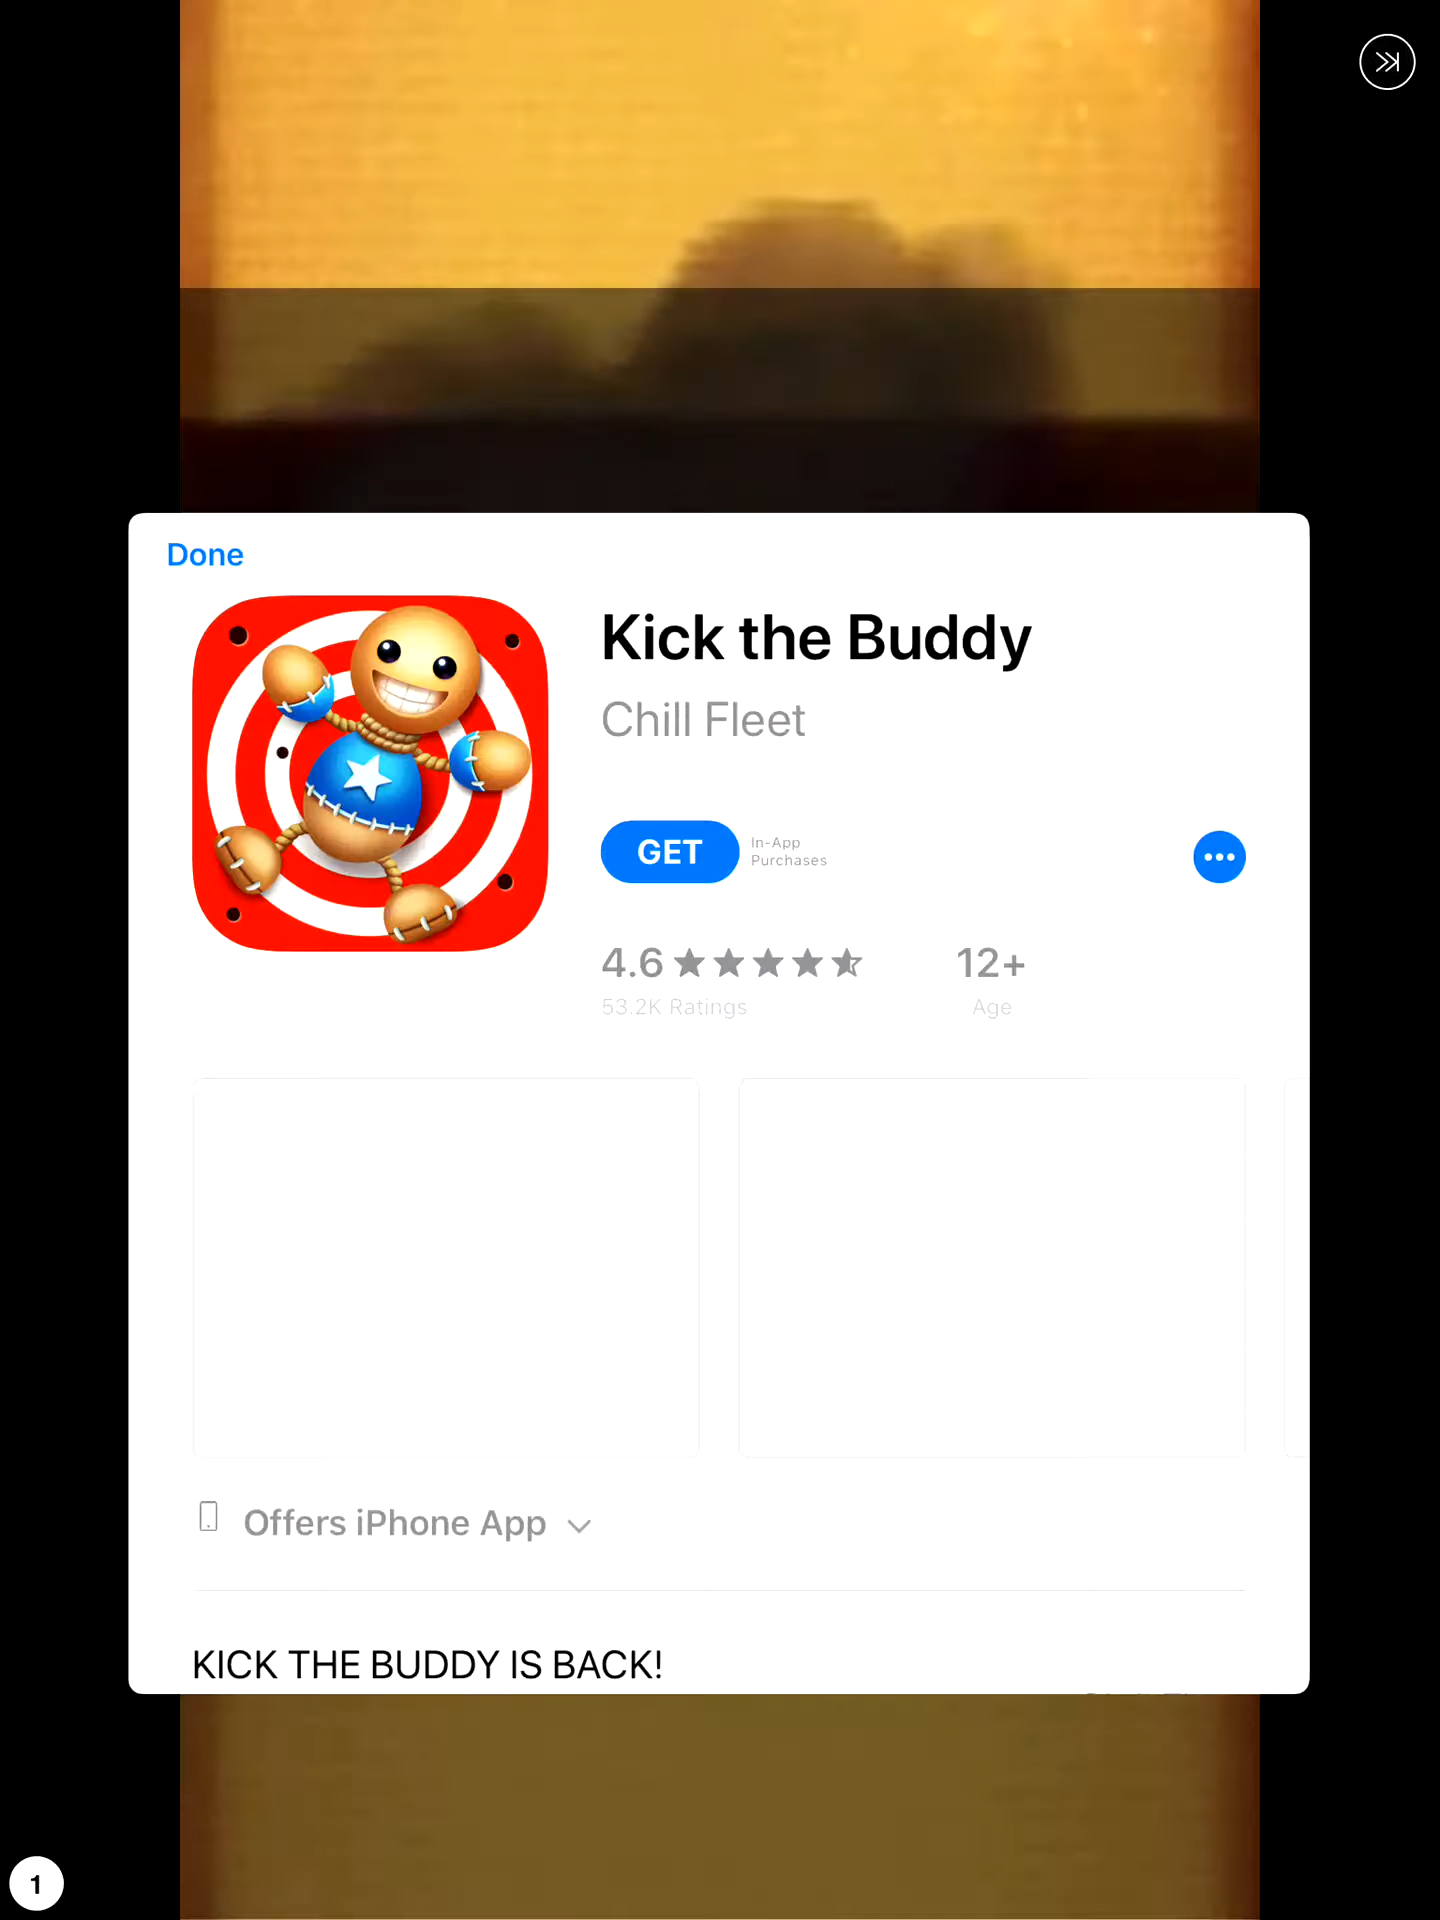 Done
Kick the Buddy
Chill Fleet
GET
In-App
Purchases
4.6
12+
53.2K Ratings
Age
Offers iPhone App
KICK THE BUDDY IS BACK!
1